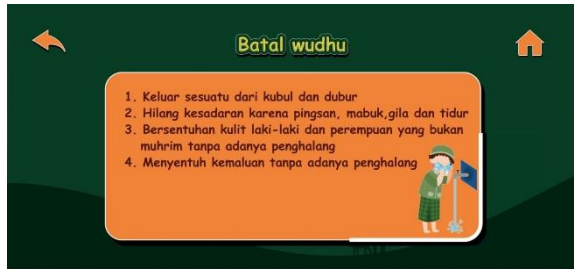 Batal wudhu
1. Keluar sesuatu dari kubul dan dubur
2. Hilang kesadaran karena pingsan, mabuk,gila dan tidur
3. Bersentuhan kulit laki-laki dan perempuan yang bukan
muhrim tanpa adanya penghalang
4. Menyentuh kemaluan tanpa adanya penghalang